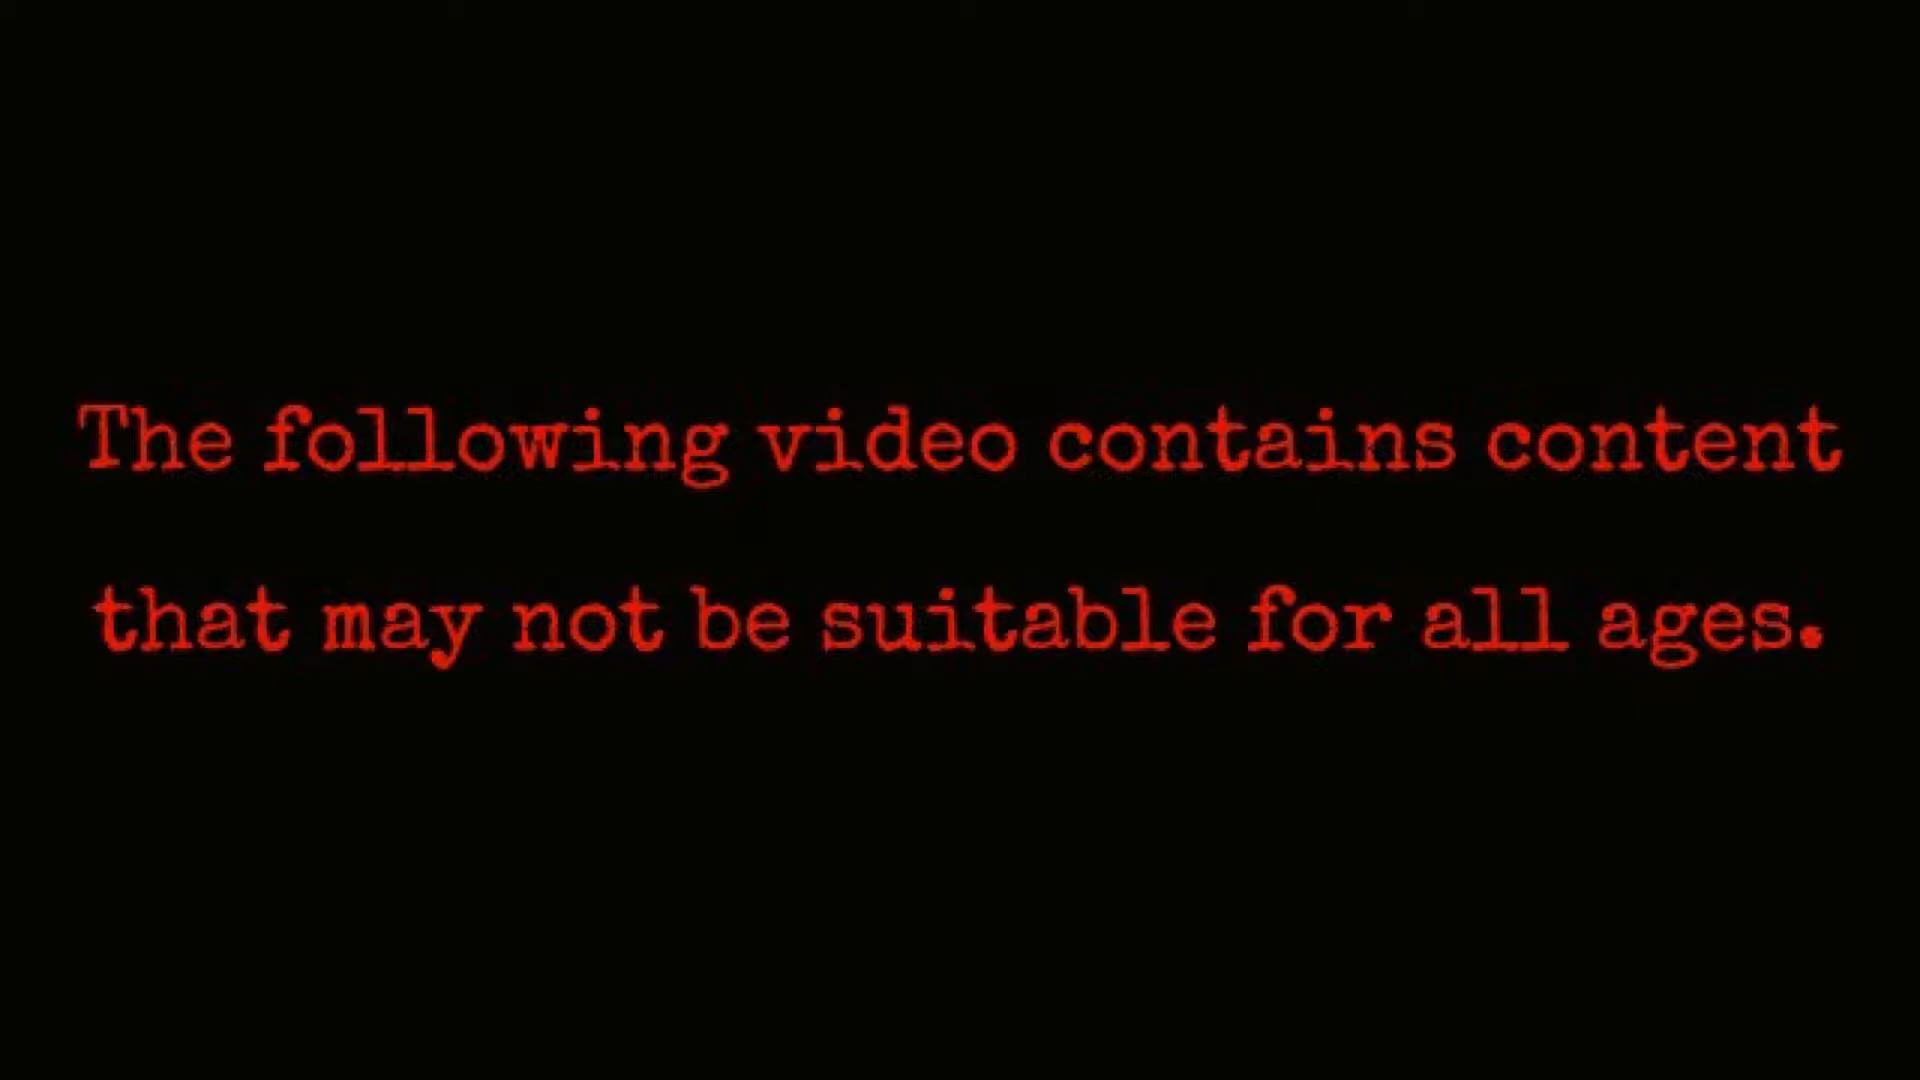 The following video contains content
that may not be suitable for all ages.